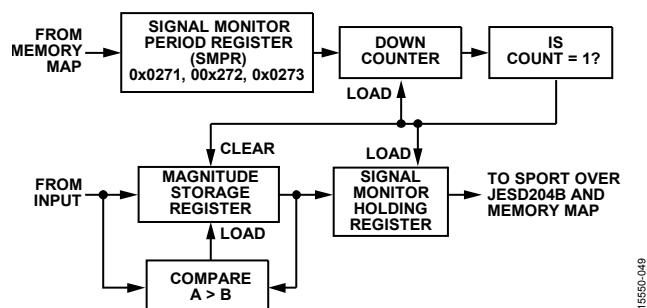 FROM
MEMORY
MAP
SIGNAL MONITOR
PERIOD REGISTER
(SMPR)
0x0271, 00x272, 0x0273
DOWN
COUNTER
IS
COUNT = 1?
LOAD
CLEAR
LOAD
FROM
INPUT
MAGNITUDE
STORAGE
REGISTER
SIGNAL
MONITOR
HOLDING
REGISTER
TO SPORT OVER
JESD204B AND
MEMORY MAP
LOAD
COMPARE
A > B
15550-049